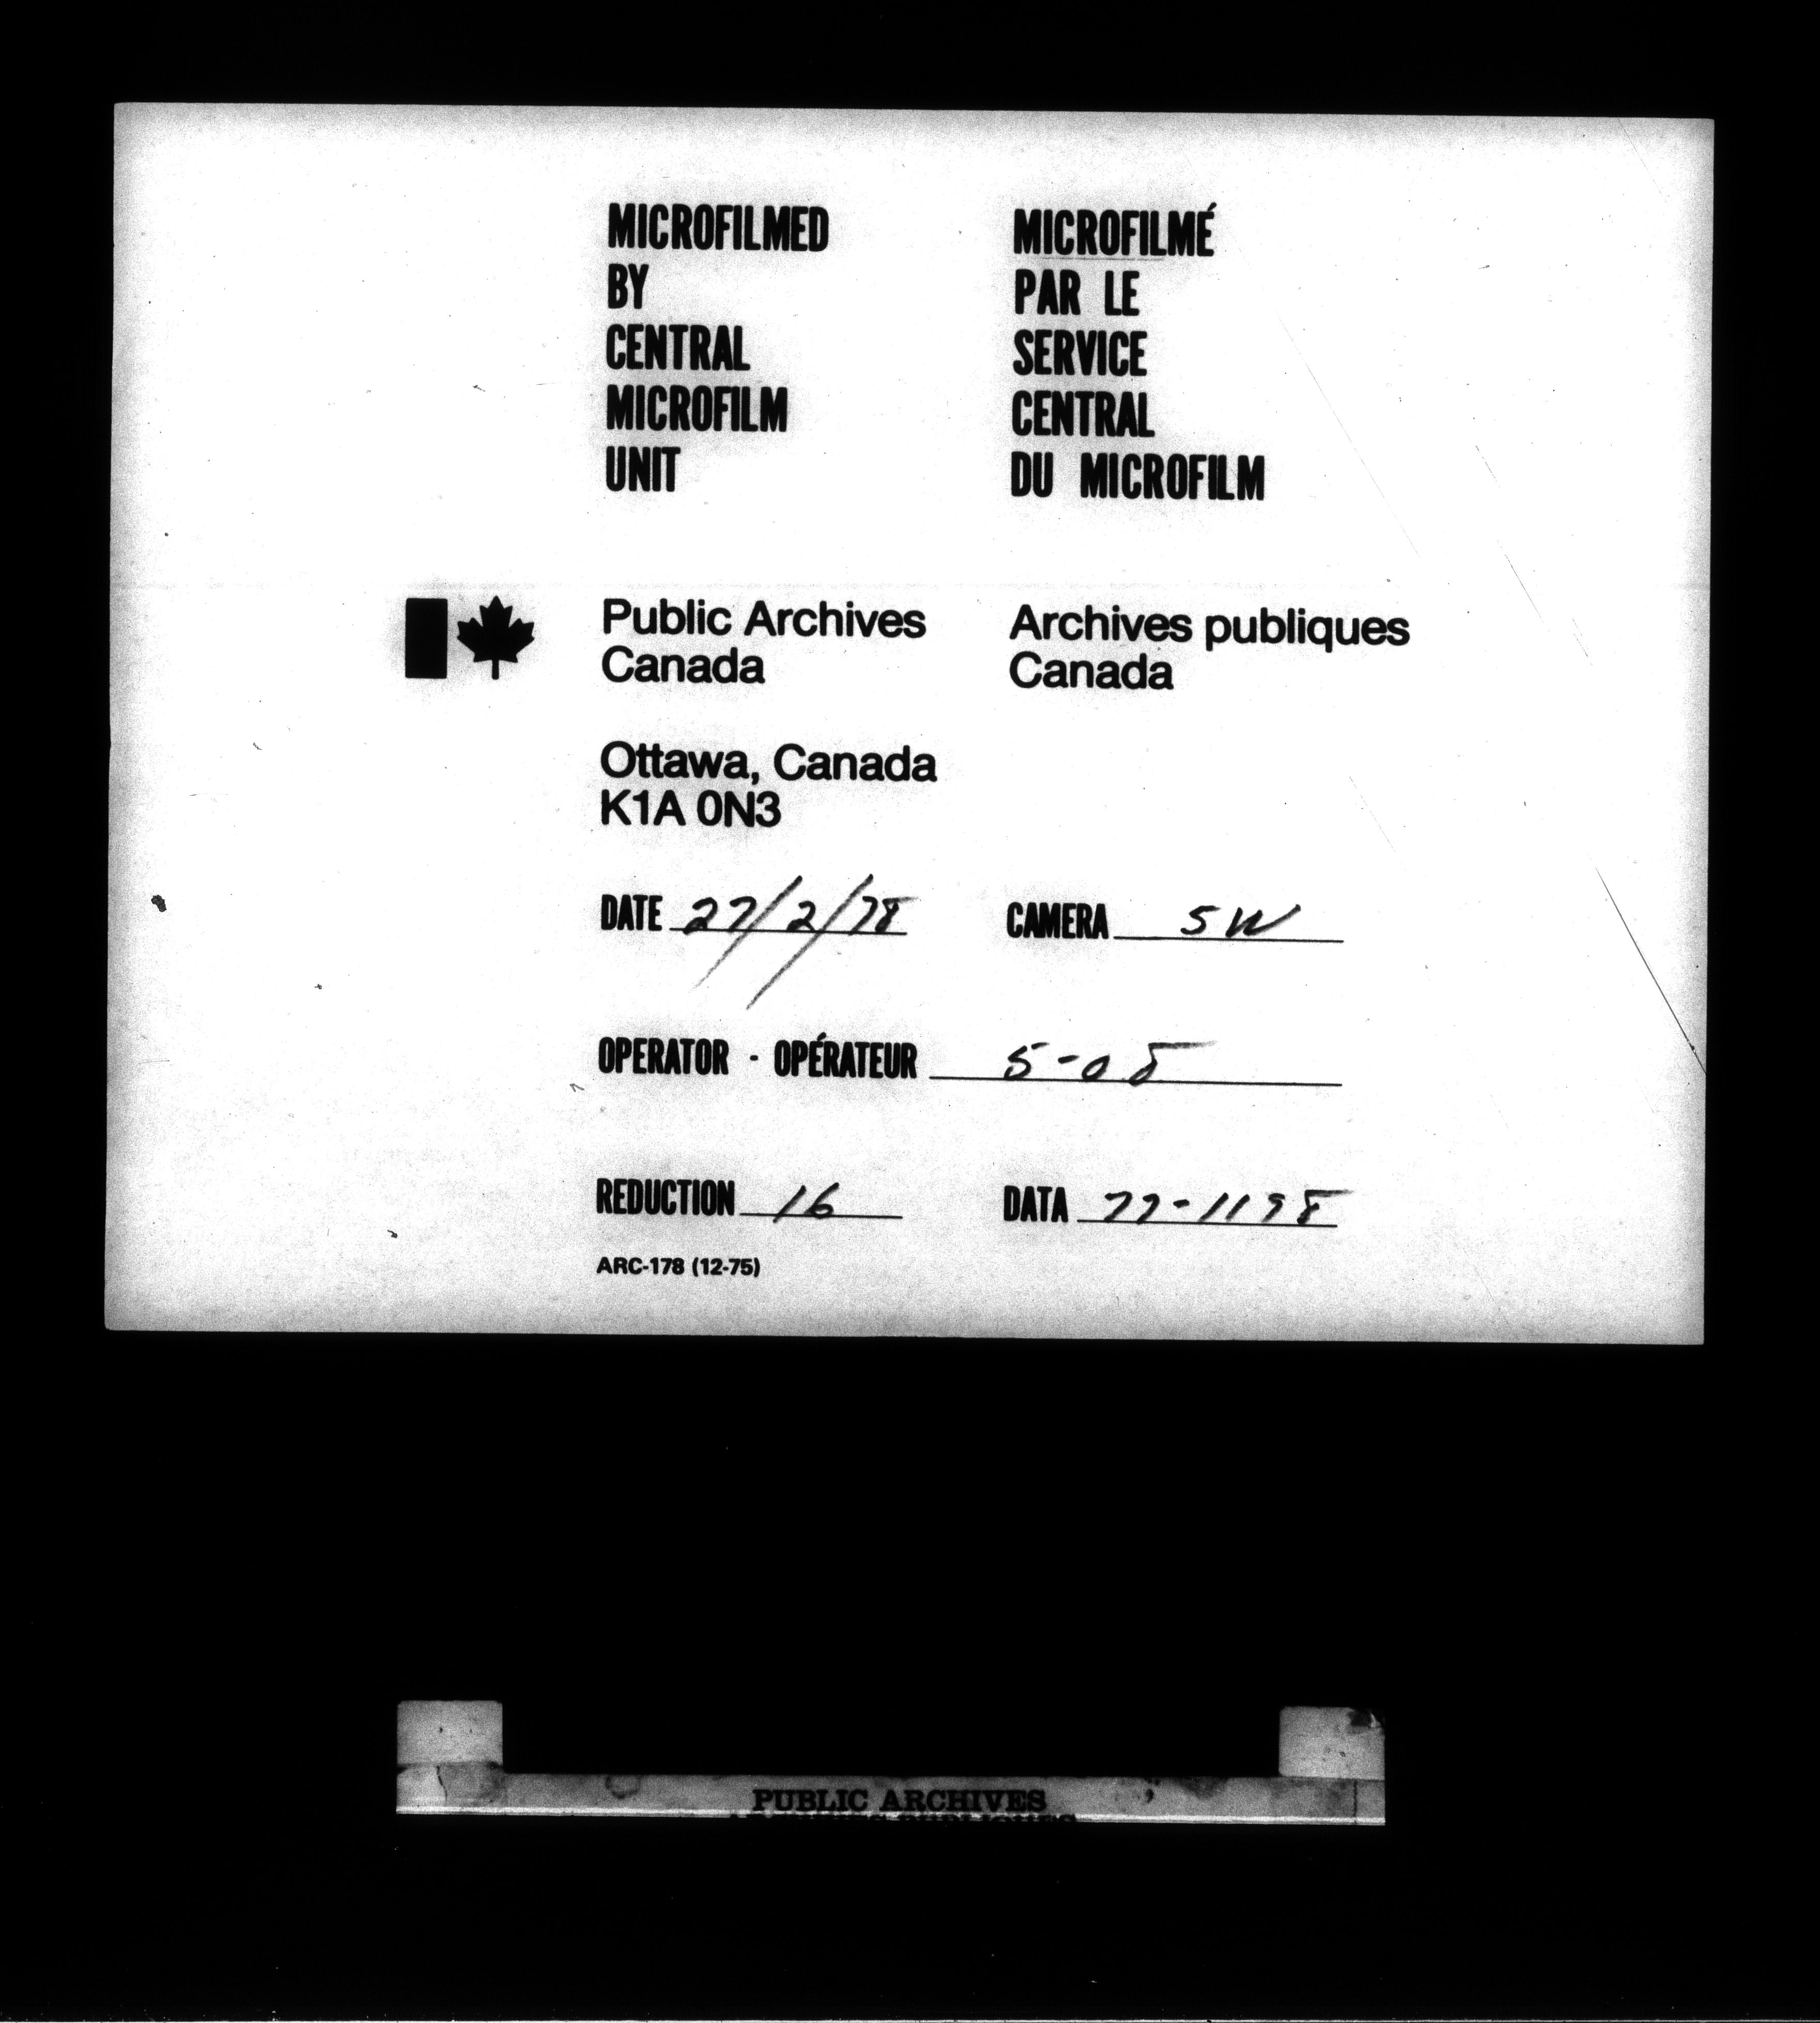 MICROFILMED
BY
CENTRAL
MICROFILM
UNIT
MICROFILMÉ
PAR LE
SERVICE
CENTRAL
DU MICROFILM
Public Archives
Canada
Archives publiques
Canada
Ottawa, Canada
K1A 0N3
DATE 27/2/78
CAMERA 5W
OPERATOR - OPÉRATEUR 5-05
REDUCTION 16
DATA 77-1198
ARC-178 (12-75)
PUBLIC ARCHIVES